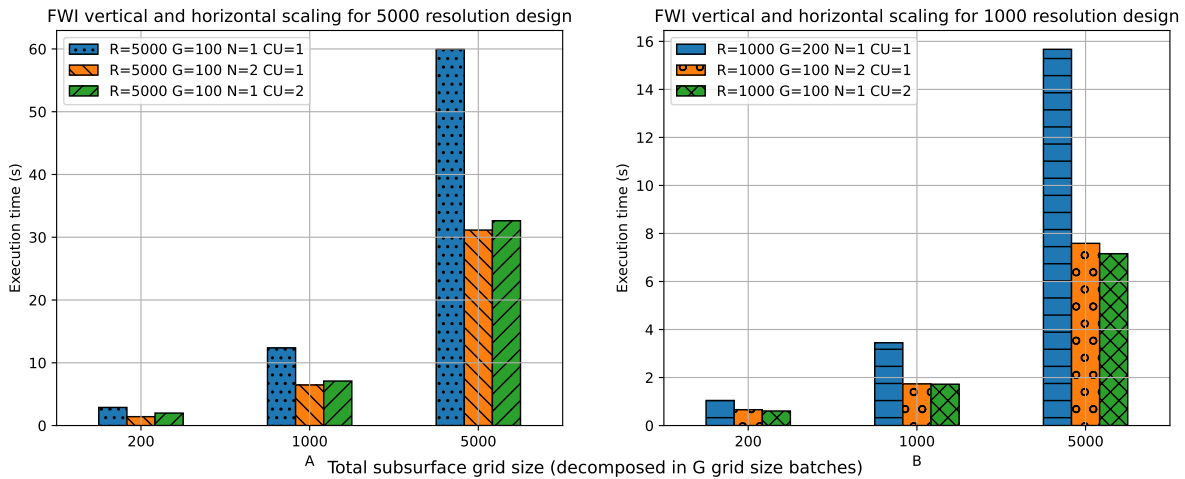 FWI vertical and horizontal scaling for 5000 resolution design
R=5000 G=100 N=1 CU=1
R=5000 G=100 N=2 CU=1
R=5000 G=100 N=1 CU=2
Execution time (s)
60
50
40
30
20
10
0
200
1000
5000
A
FWI vertical and horizontal scaling for 1000 resolution design
R=1000 G=200 N=1 CU=1
R=1000 G=100 N=2 CU=1
R=1000 G=100 N=1 CU=2
Execution time (s)
16
14
12
10
8
6
4
2
0
200
1000
5000
B
Total subsurface grid size (decomposed in G grid size batches)